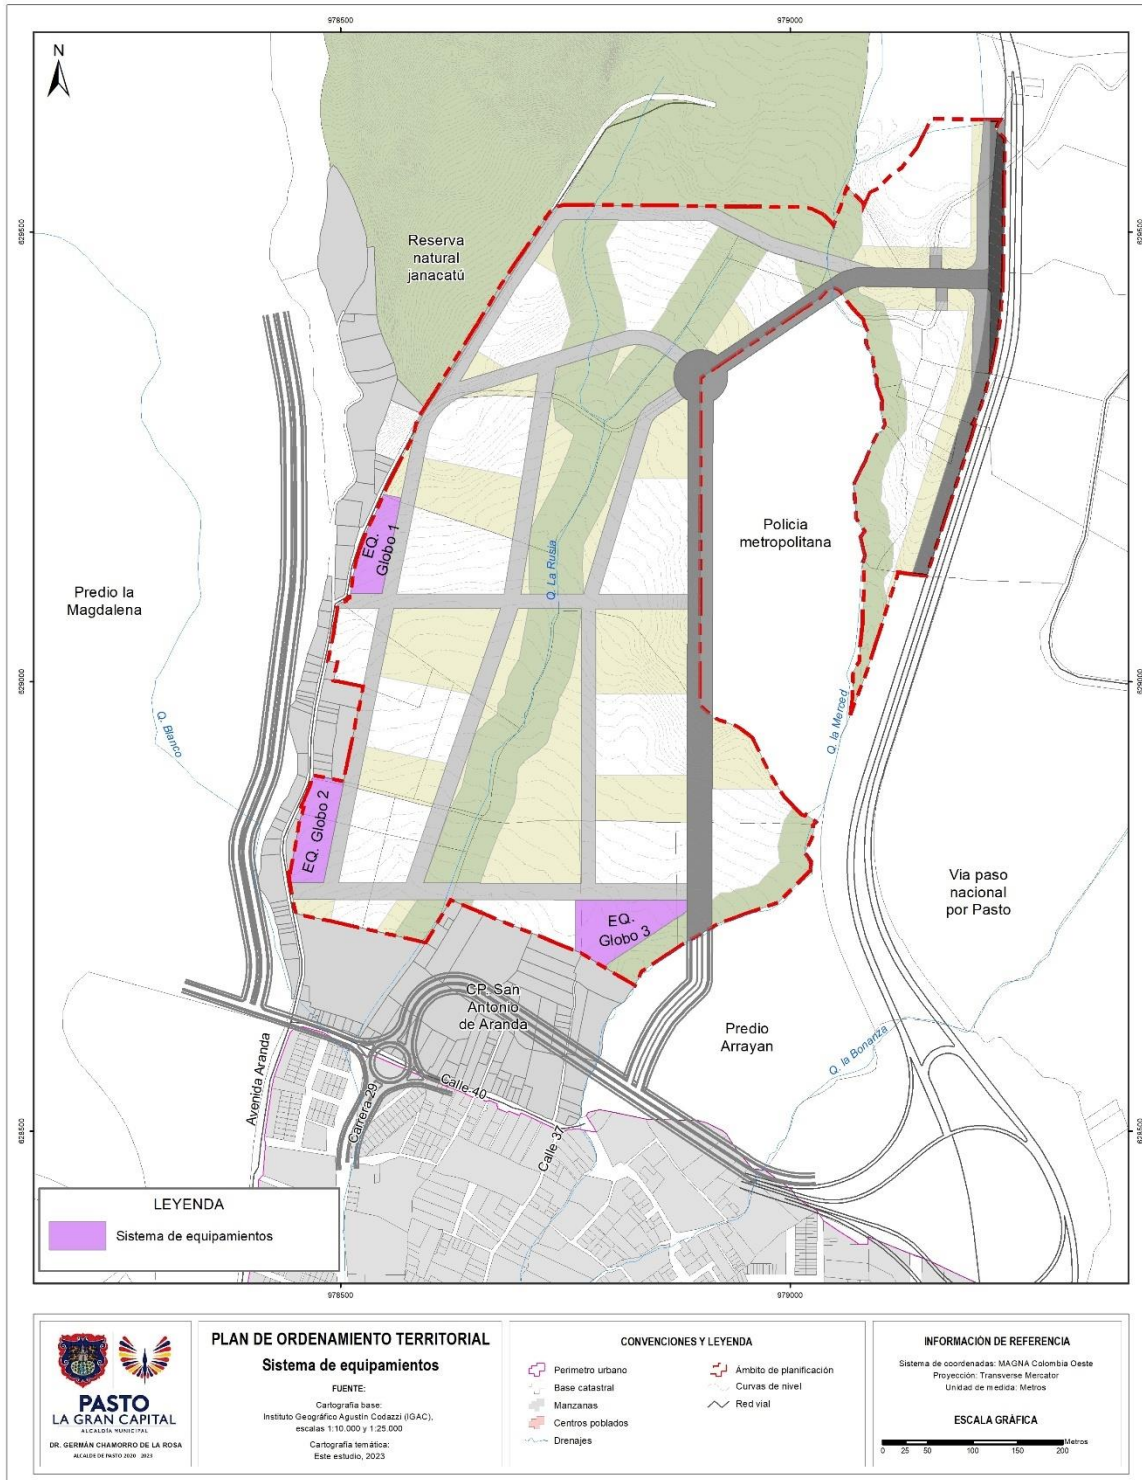 978500
979000
N
629500
629500
Reserva
natural
janacatú
EQ.
Globo 1
Policia
metropolitana
Predio la
Magdalena
Q. La Rusia
629000
629000
Q. Blanco
Q. la Merced
EQ. Globo 2
Via paso
nacional
por Pasto
EQ.
Globo 3
CP. San
Antonio
de Aranda
Predio
Arrayan
Q. la Bonanza
Avenida Aranda
Carrera 29
Calle 40
Calle 37
628500
628500
LEYENDA
Sistema de equipamientos
978500
979000
PASTO
LA GRAN CAPITAL
ALCALDÍA MUNICIPAL
DR. GERMÁN CHAMORRO DE LA ROSA
ALCALDE DE PASTO 2020 - 2023
PLAN DE ORDENAMIENTO TERRITORIAL
Sistema de equipamientos
FUENTE:
Cartografía base:
Instituto Geográfico Agustín Codazzi (IGAC),
escalas 1:10.000 y 1:25.000
Cartografía temática:
Este estudio, 2023
CONVENCIONES Y LEYENDA
Perimetro urbano
Base catastral
Manzanas
Centros poblados
Drenajes
Ámbito de planificación
Curvas de nivel
Red vial
INFORMACIÓN DE REFERENCIA
Sistema de coordenadas: MAGNA Colombia Oeste
Proyección: Transverse Mercator
Unidad de medida: Metros
ESCALA GRÁFICA
Metros
0 25 50 100 150 200